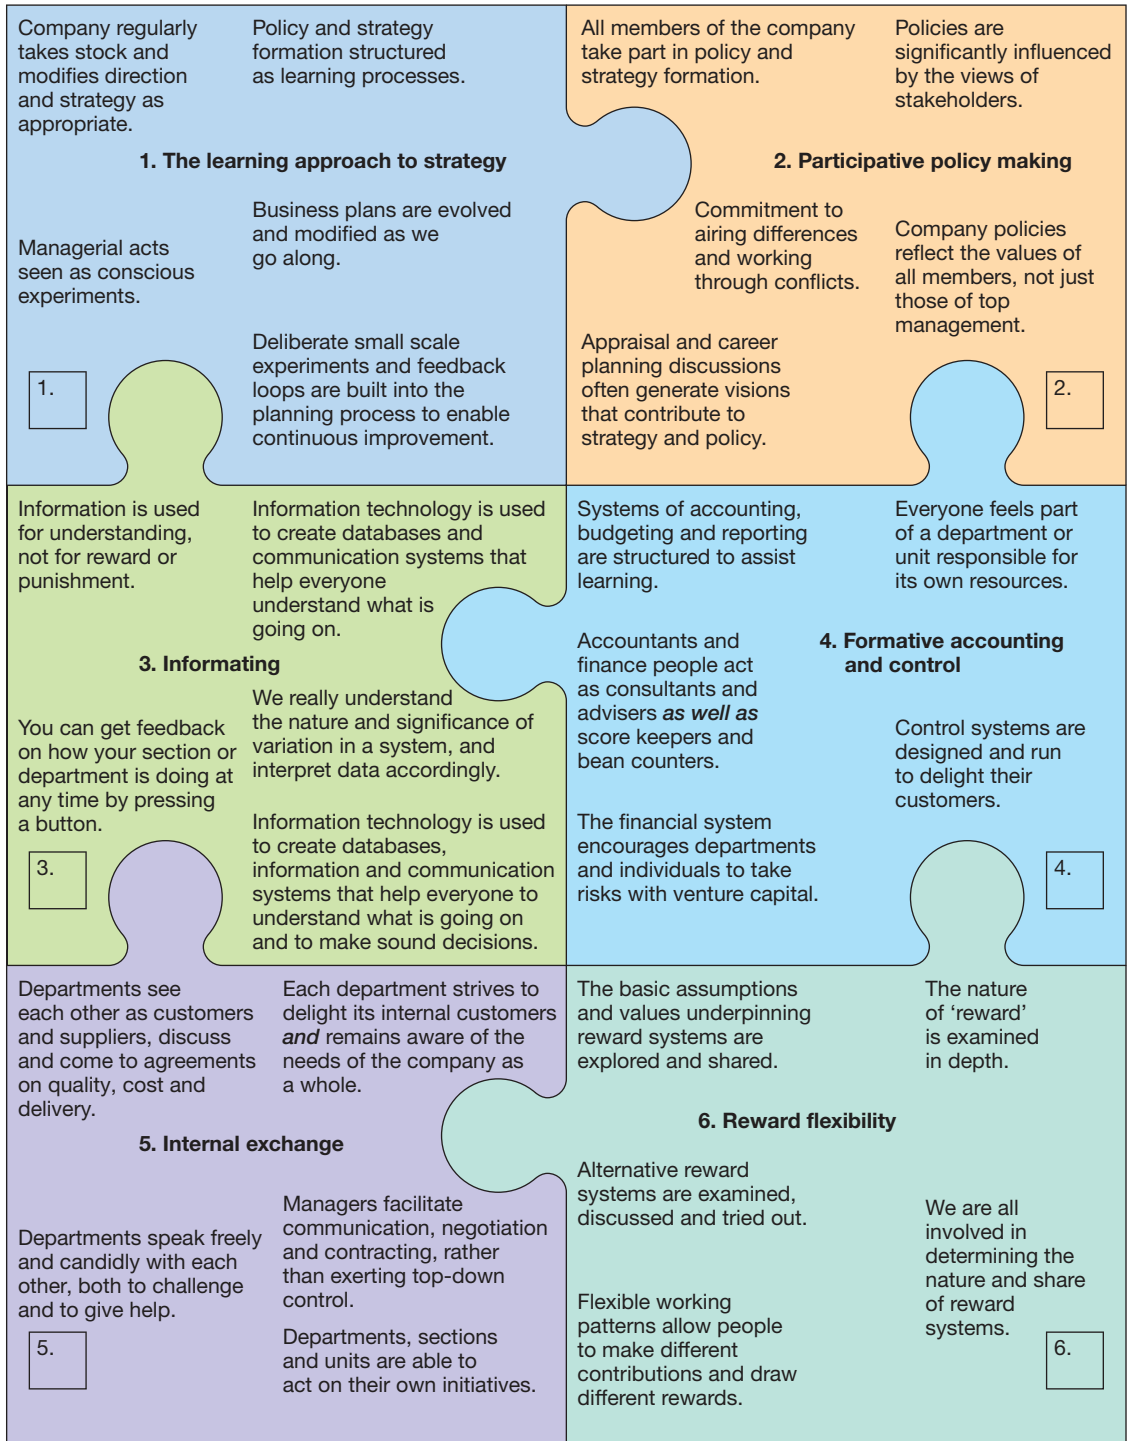 Company regularly
takes stock and
modifies direction
and strategy as
appropriate.
Policy and strategy
formation structured
as learning processes.
1. The learning approach to strategy
Managerial acts
seen as conscious
experiments.
Business plans are evolved
and modified as we
go along.
Deliberate small scale
experiments and feedback
loops are built into the
planning process to enable
continuous improvement.
1.
All members of the company
take part in policy and
strategy formation.
Policies are
significantly influenced
by the views of
stakeholders.
2. Participative policy making
Commitment to
airing differences
and working
through conflicts.
Company policies
reflect the values of
all members, not just
those of top
management.
Appraisal and career
planning discussions
often generate visions
that contribute to
strategy and policy.
2.
Information is used
for understanding,
not for reward or
punishment.
Information technology is used
to create databases and
communication systems that
help everyone
understand what is
going on.
3. Informating
You can get feedback
on how your section or
department is doing at
any time by pressing
a button.
We really understand
the nature and significance of
variation in a system, and
interpret data accordingly.
Information technology is used
to create databases,
information and communication
systems that help everyone to
understand what is going on
and to make sound decisions.
3.
Systems of accounting,
budgeting and reporting
are structured to assist
learning.
Everyone feels part
of a department or
unit responsible for
its own resources.
4. Formative accounting
and control
Accountants and
finance people act
as consultants and
advisers as well as
score keepers and
bean counters.
Control systems are
designed and run
to delight their
customers.
The financial system
encourages departments
and individuals to take
risks with venture capital.
4.
Departments see
each other as customers
and suppliers, discuss
and come to agreements
on quality, cost and
delivery.
Each department strives to
delight its internal customers
and remains aware of the
needs of the company as
a whole.
5. Internal exchange
Departments speak freely
and candidly with each
other, both to challenge
and to give help.
Managers facilitate
communication, negotiation
and contracting, rather
than exerting top-down
control.
Departments, sections
and units are able to
act on their own initiatives.
5.
The basic assumptions
and values underpinning
reward systems are
explored and shared.
The nature
of ‘reward’
is examined
in depth.
6. Reward flexibility
Alternative reward
systems are examined,
discussed and tried out.
We are all
involved in
determining the
nature and share
of reward
systems.
Flexible working
patterns allow people
to make different
contributions and draw
different rewards.
6.